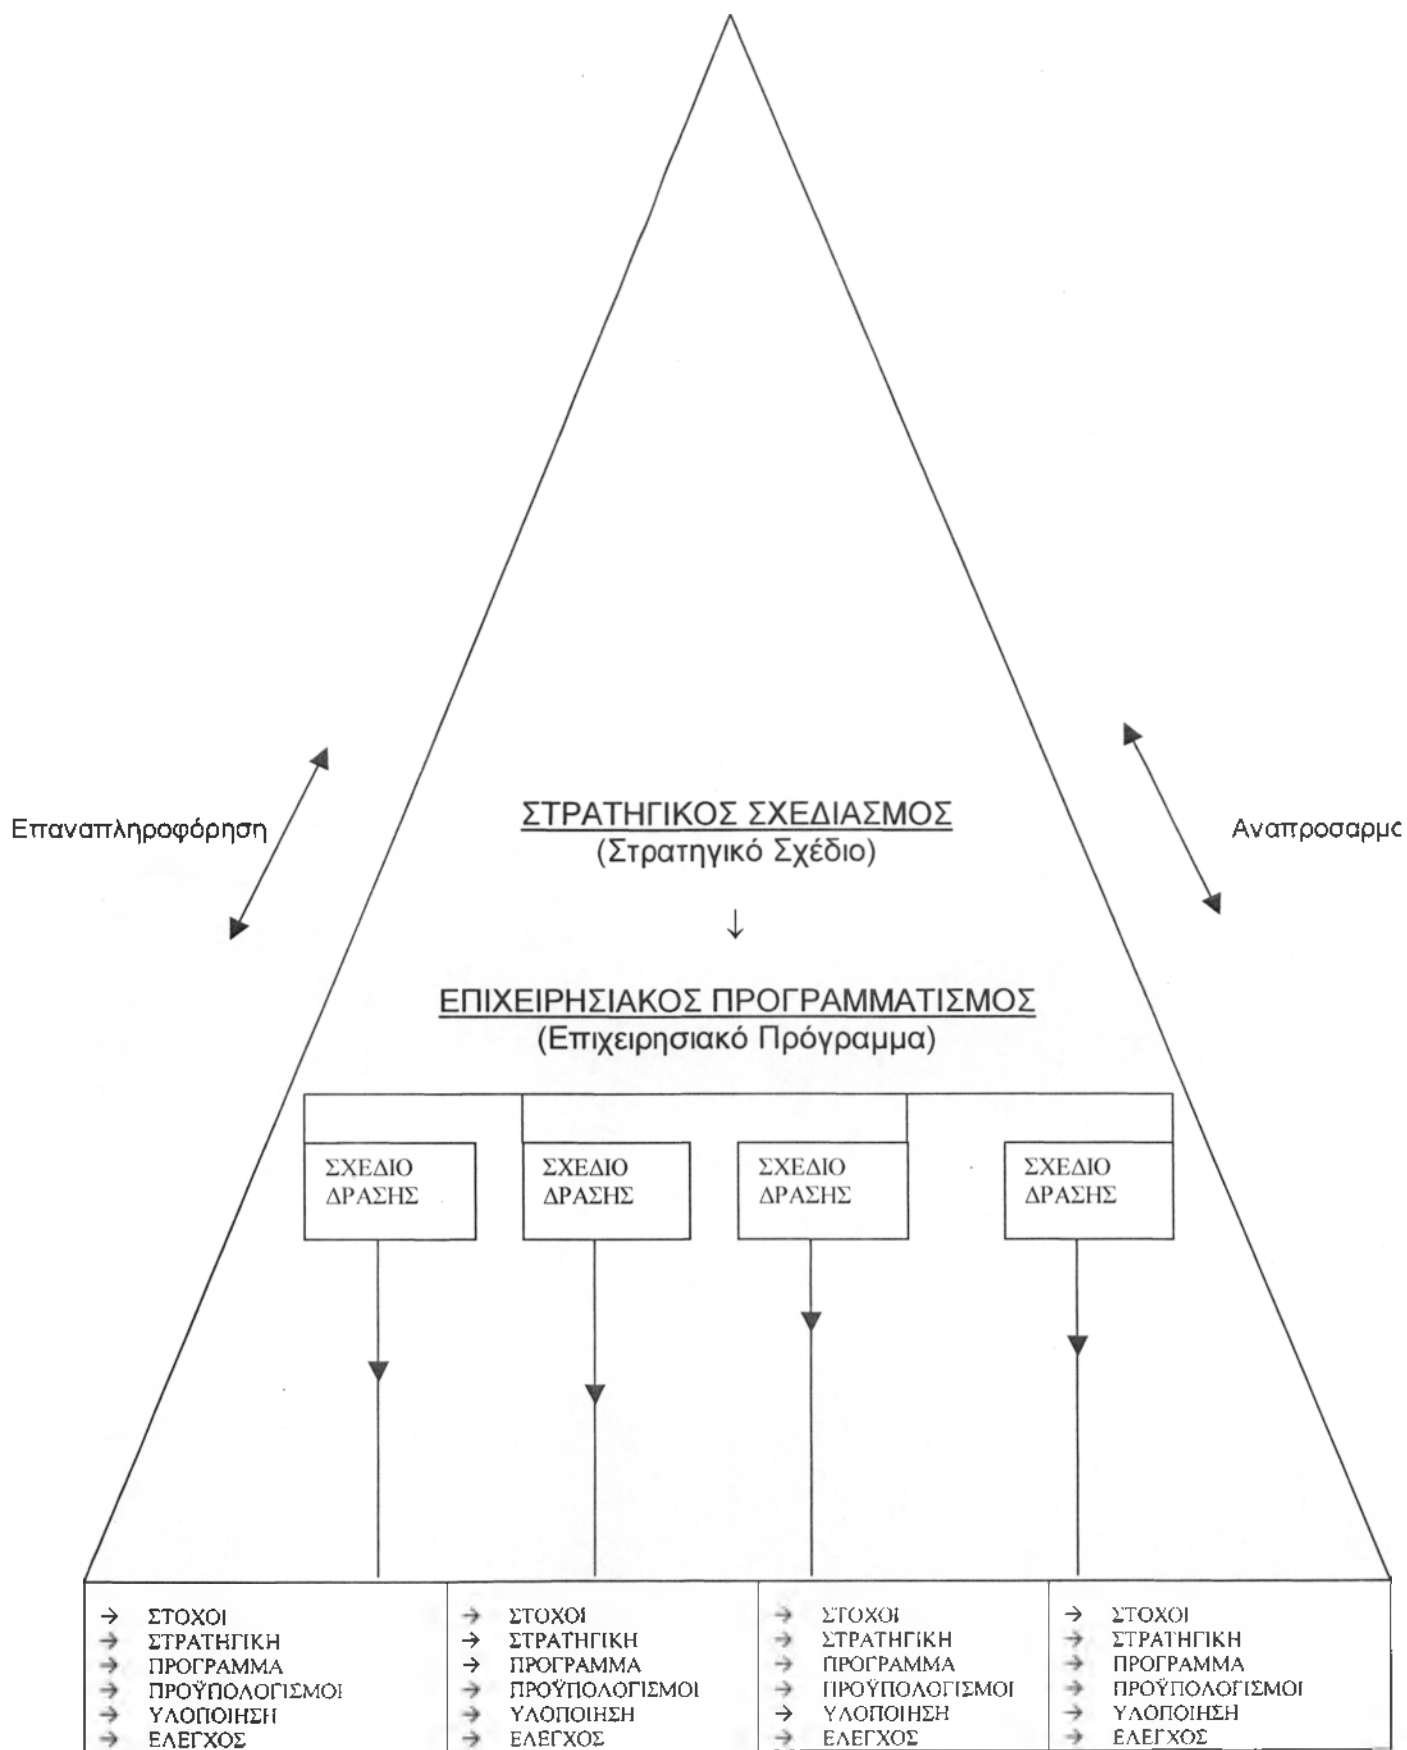 Επαναπληροφόρηση
Αναπροσαρμο
ΣΤΡΑΤΗΓΙΚΟΣ ΣΧΕΔΙΑΣΜΟΣ
(Στρατηγικό Σχέδιο)
↓
ΕΠΙΧΕΙΡΗΣΙΑΚΟΣ ΠΡΟΓΡΑΜΜΑΤΙΣΜΟΣ
(Επιχειρησιακό Πρόγραμμα)
ΣΧΕΔΙΟ
ΔΡΑΣΗΣ
ΣΧΕΔΙΟ
ΔΡΑΣΗΣ
ΣΧΕΔΙΟ
ΔΡΑΣΗΣ
ΣΧΕΔΙΟ
ΔΡΑΣΗΣ
→ ΣΤΟΧΟΙ
→ ΣΤΡΑΤΗΓΙΚΗ
→ ΠΡΟΓΡΑΜΜΑ
→ ΠΡΟΫΠΟΛΟΓΙΣΜΟΙ
→ ΥΛΟΠΟΙΗΣΗ
→ ΕΛΕΓΧΟΣ
→ ΣΤΟΧΟΙ
→ ΣΤΡΑΤΗΓΙΚΗ
→ ΠΡΟΓΡΑΜΜΑ
→ ΠΡΟΫΠΟΛΟΓΙΣΜΟΙ
→ ΥΛΟΠΟΙΗΣΗ
→ ΕΛΕΓΧΟΣ
→ ΣΤΟΧΟΙ
→ ΣΤΡΑΤΗΓΙΚΗ
→ ΠΡΟΓΡΑΜΜΑ
→ ΠΡΟΫΠΟΛΟΓΙΣΜΟΙ
→ ΥΛΟΠΟΙΗΣΗ
→ ΕΛΕΓΧΟΣ
→ ΣΤΟΧΟΙ
→ ΣΤΡΑΤΗΓΙΚΗ
→ ΠΡΟΓΡΑΜΜΑ
→ ΠΡΟΫΠΟΛΟΓΙΣΜΟΙ
→ ΥΛΟΠΟΙΗΣΗ
→ ΕΛΕΓΧΟΣ